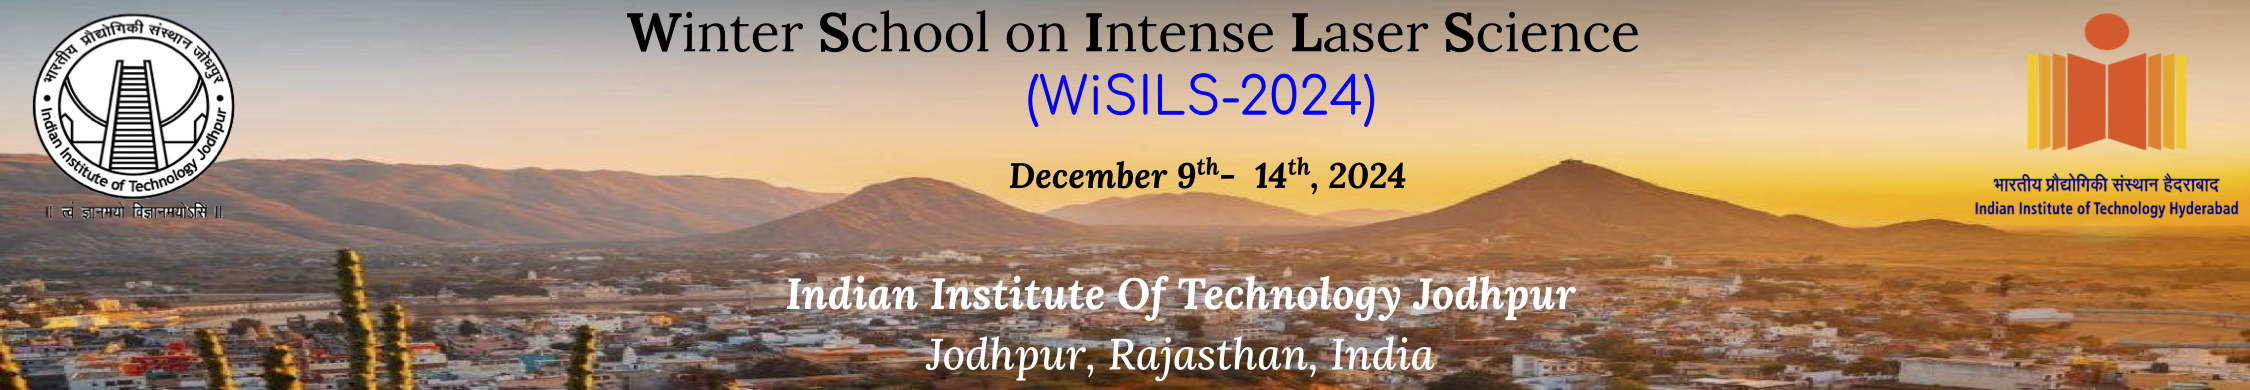 भारतीय प्रौद्योगिकी संस्थान जोधपुर
Indian Institute of Technology Jodhpur
॥ त्वं ज्ञानमयो विज्ञानमयोऽसि ॥
Winter School on Intense Laser Science
(WiSILS-2024)
December 9th- 14th, 2024
Indian Institute Of Technology Jodhpur
Jodhpur, Rajasthan, India
भारतीय प्रौद्योगिकी संस्थान हैदराबाद
Indian Institute of Technology Hyderabad